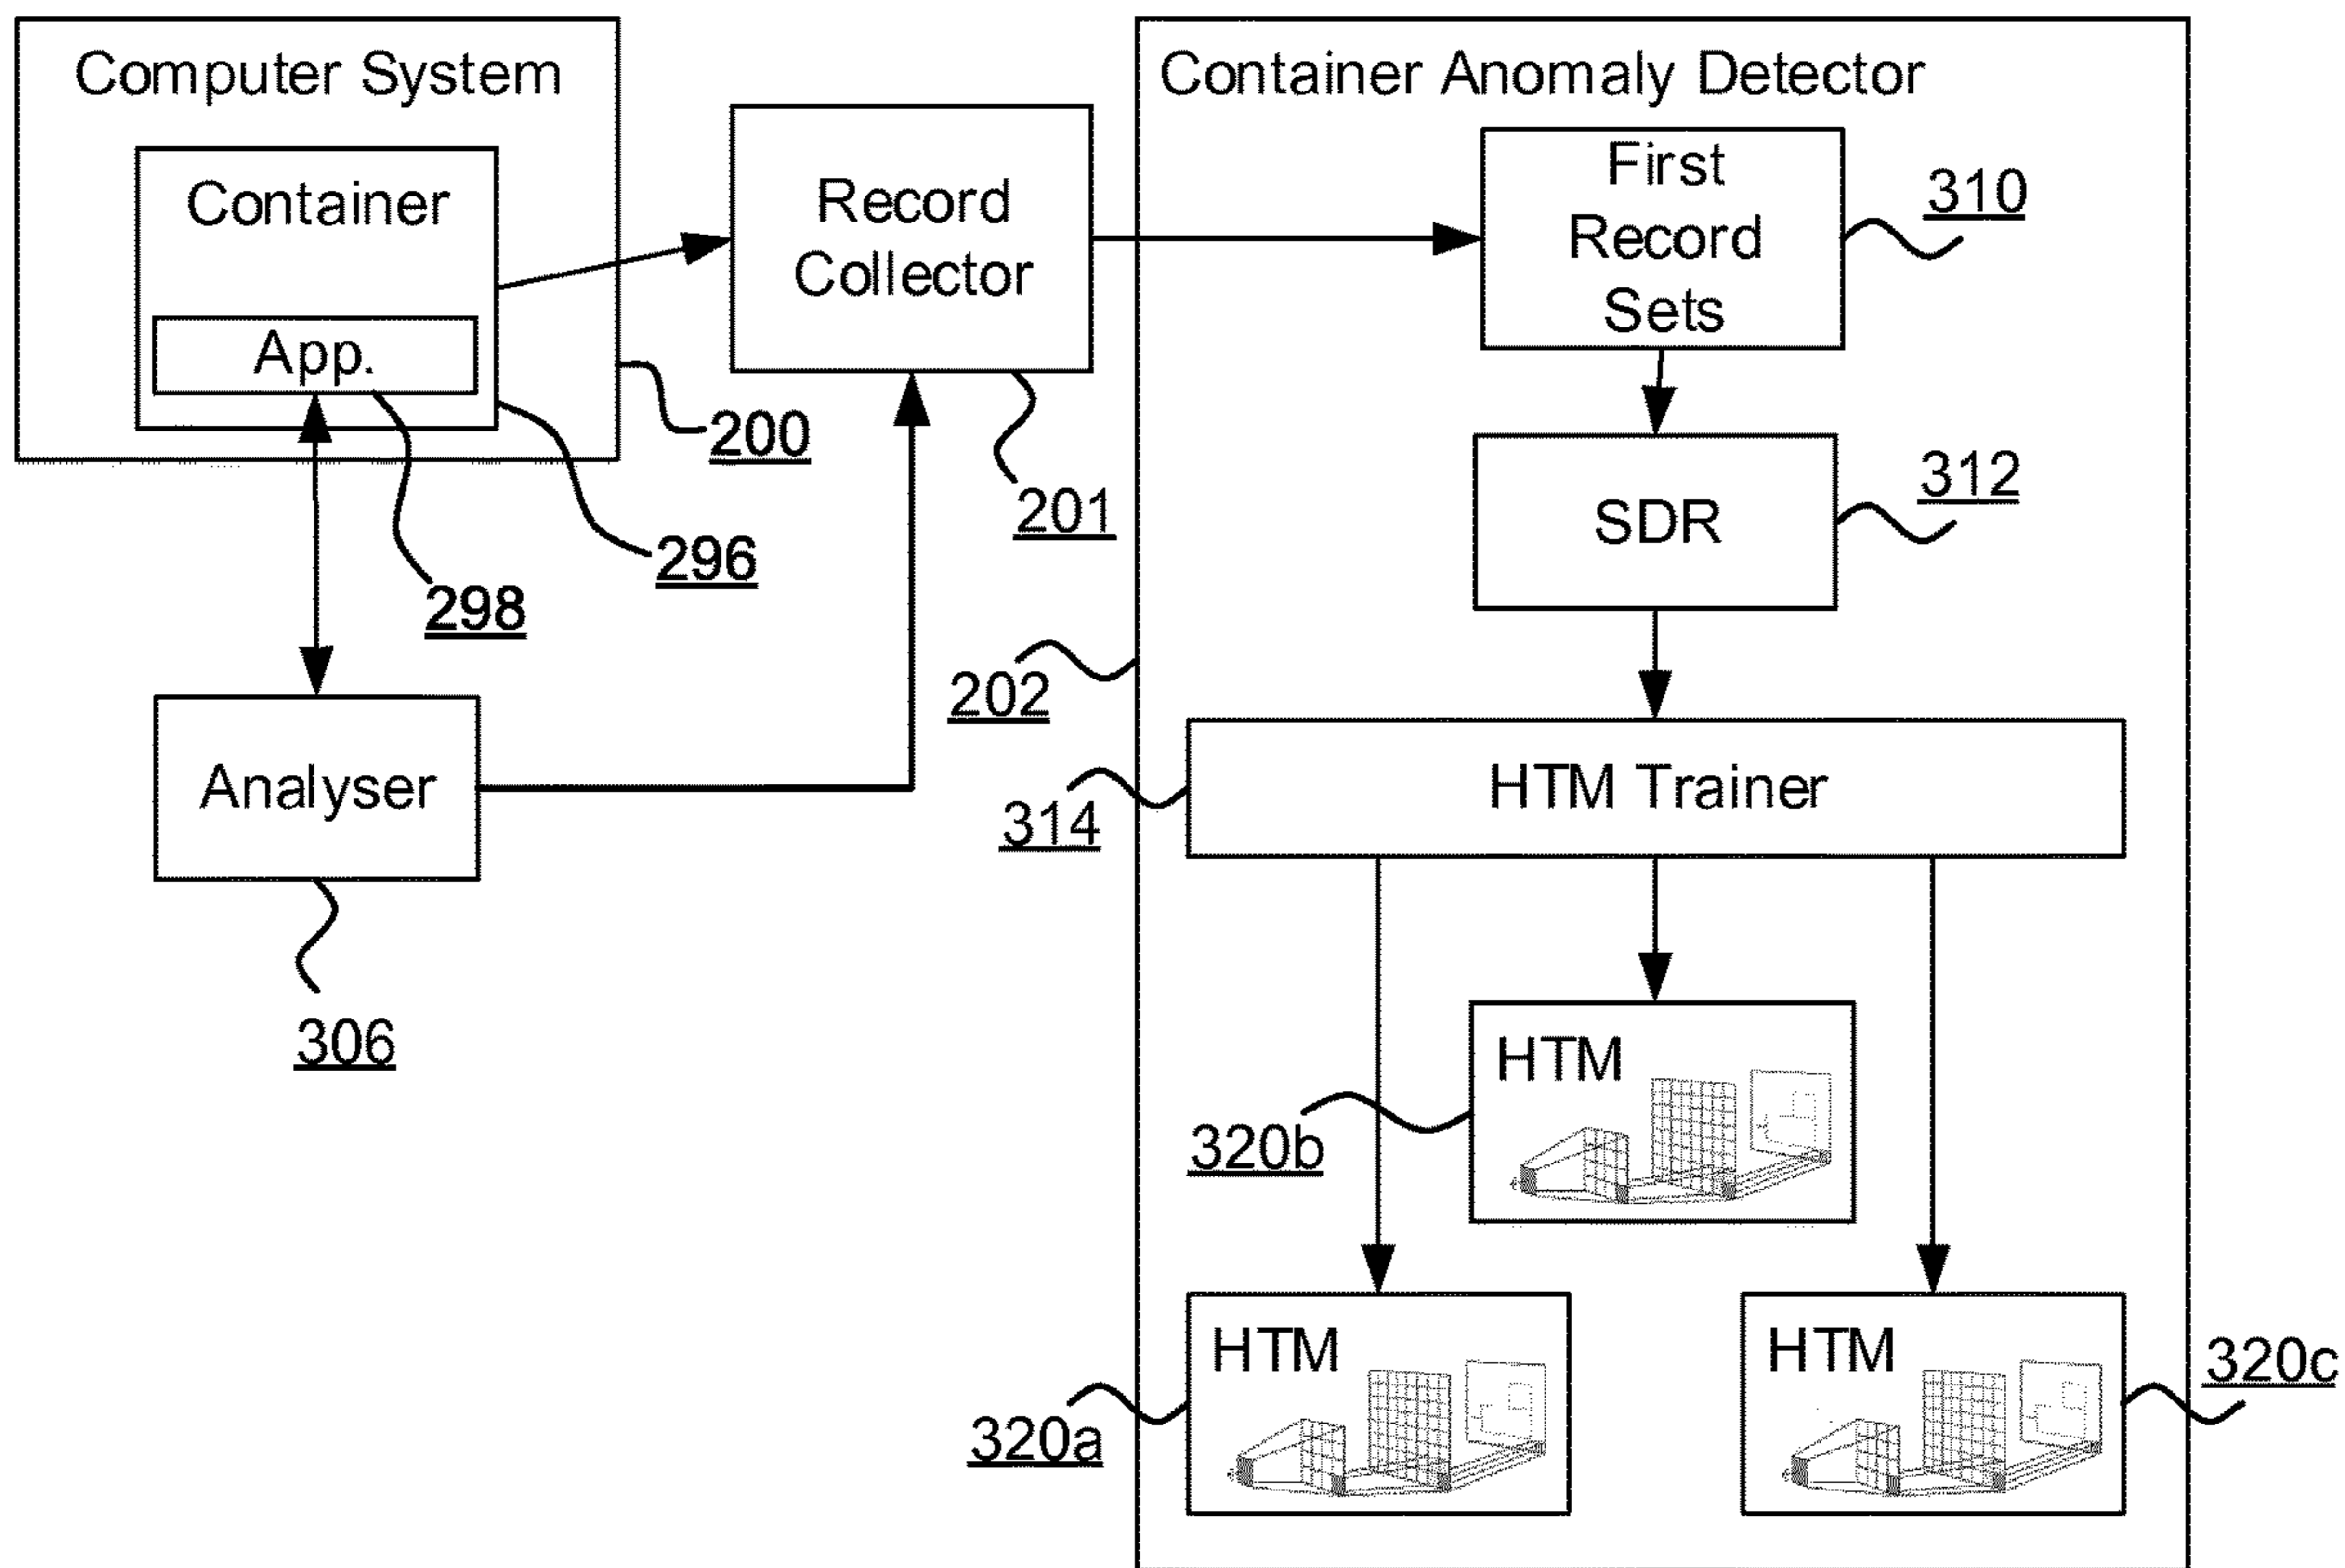 Computer System
Container
App.
200
296
298
Record
Collector
201
Analyser
306
Container Anomaly Detector
202
First
Record
Sets
310
SDR
312
HTM Trainer
314
HTM
320b
HTM
320a
HTM
320c